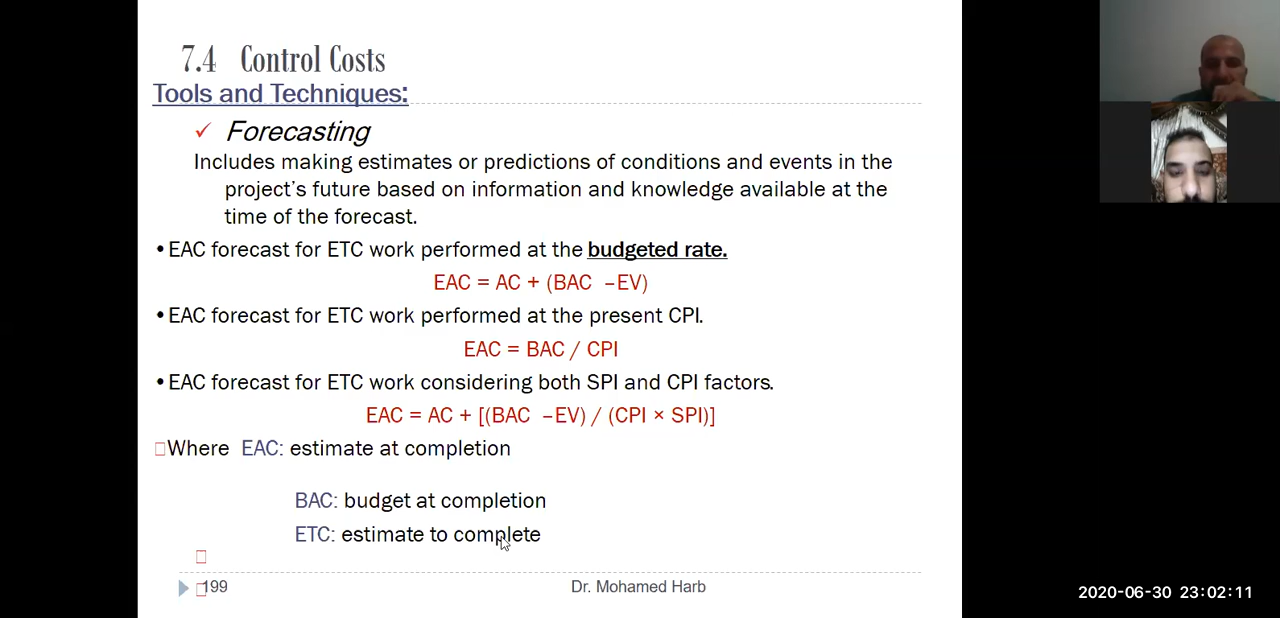 7.4 Control Costs
Tools and Techniques:
✓ Forecasting
Includes making estimates or predictions of conditions and events in the
project's future based on information and knowledge available at the
time of the forecast.
•EAC forecast for ETC work performed at the budgeted rate.
EAC = AC + (BAC –EV)
•EAC forecast for ETC work performed at the present CPI.
EAC = BAC / CPI
•EAC forecast for ETC work considering both SPI and CPI factors.
EAC = AC + [(BAC –EV) / (CPI × SPI)]
Where EAC: estimate at completion
BAC: budget at completion
ETC: estimate to complete
199
Dr. Mohamed Harb
2020-06-30 23:02:11